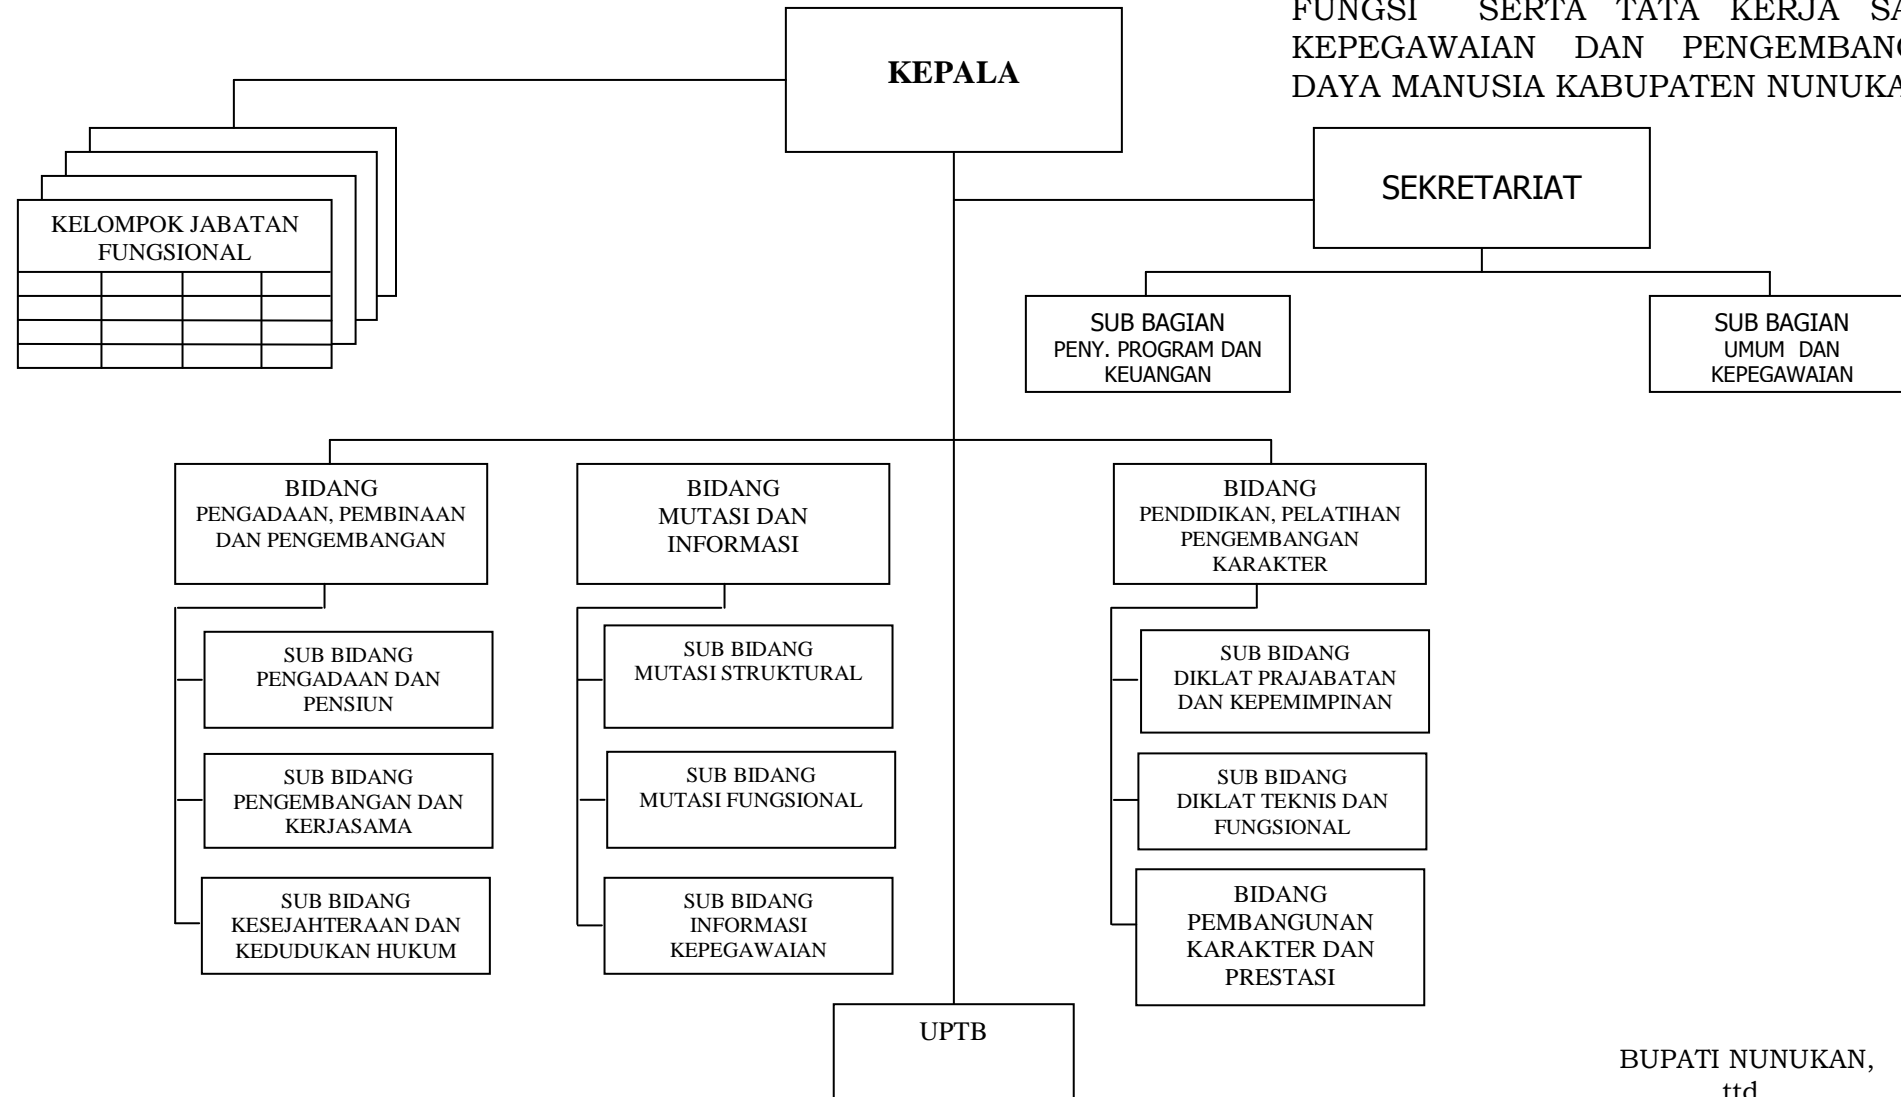 FUNGSI SERTA TATA KERJA
KEPEGAWAIAN DAN
DAYA MANUSIA KABUPATEN
KEPALA
SEKRETARIAT
KELOMPOK JABATAN
FUNGSIONAL
SUB BAGIAN
PENY. PROGRAM DAN
KEUANGAN
SUB BAGIAN
UMUM DAN
KEPEGAWAIAN
BIDANG
PENGADAAN, PEMBINAAN
DAN PENGEMBANGAN
BIDANG
MUTASI DAN
INFORMASI
BIDANG
PENDIDIKAN, PELATIHAN
PENGEMBANGAN
KARAKTER
SUB BIDANG
PENGADAAN DAN
PENSIUN
SUB BIDANG
MUTASI STRUKTURAL
SUB BIDANG
DIKLAT PRAJABATAN
DAN KEPEMIMPINAN
SUB BIDANG
PENGEMBANGAN DAN
KERJASAMA
SUB BIDANG
MUTASI FUNGSIONAL
SUB BIDANG
DIKLAT TEKNIS DAN
FUNGSIONAL
SUB BIDANG
KESEJAHTERAAN DAN
KEDUDUKAN HUKUM
SUB BIDANG
INFORMASI
KEPEGAWAIAN
BIDANG
PEMBANGUNAN
KARAKTER DAN
PRESTASI
UPTB
BUPATI NUNUKAN,
ttd